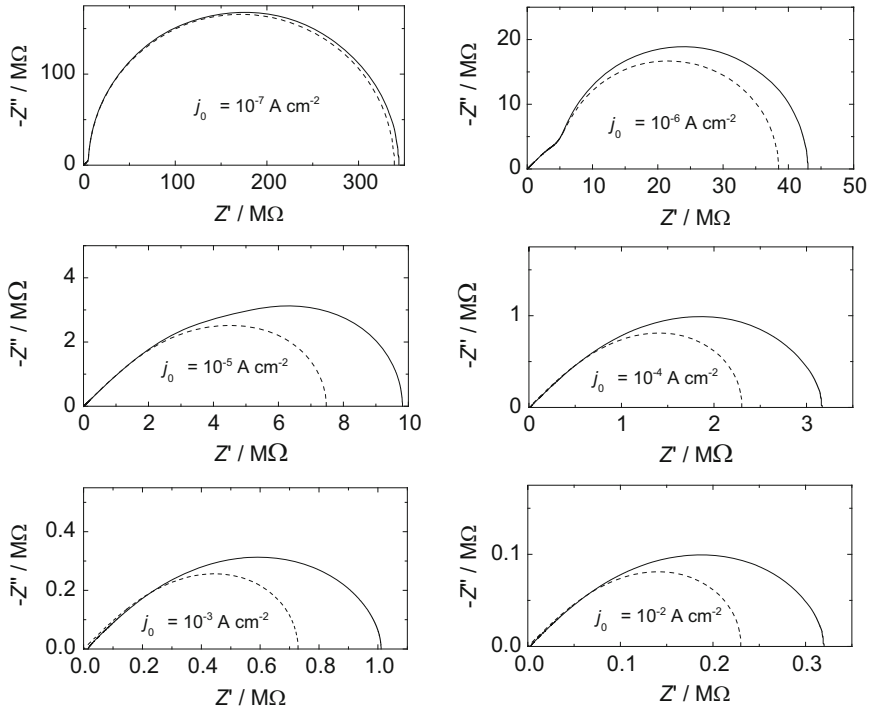 -Z" / MΩ
100
0
j₀ = 10⁻⁷ A cm⁻²
0 100 200 300
Z' / MΩ
-Z" / MΩ
20
10
0
j₀ = 10⁻⁶ A cm⁻²
0 10 20 30 40 50
Z' / MΩ
-Z" / MΩ
4
2
0
j₀ = 10⁻⁵ A cm⁻²
0 2 4 6 8 10
Z' / MΩ
-Z" / MΩ
1
0
j₀ = 10⁻⁴ A cm⁻²
0 1 2 3
Z' / MΩ
-Z" / MΩ
0.4
0.2
0.0
j₀ = 10⁻³ A cm⁻²
0.0 0.2 0.4 0.6 0.8 1.0
Z' / MΩ
-Z" / MΩ
0.1
0.0
j₀ = 10⁻² A cm⁻²
0.0 0.1 0.2 0.3
Z' / MΩ